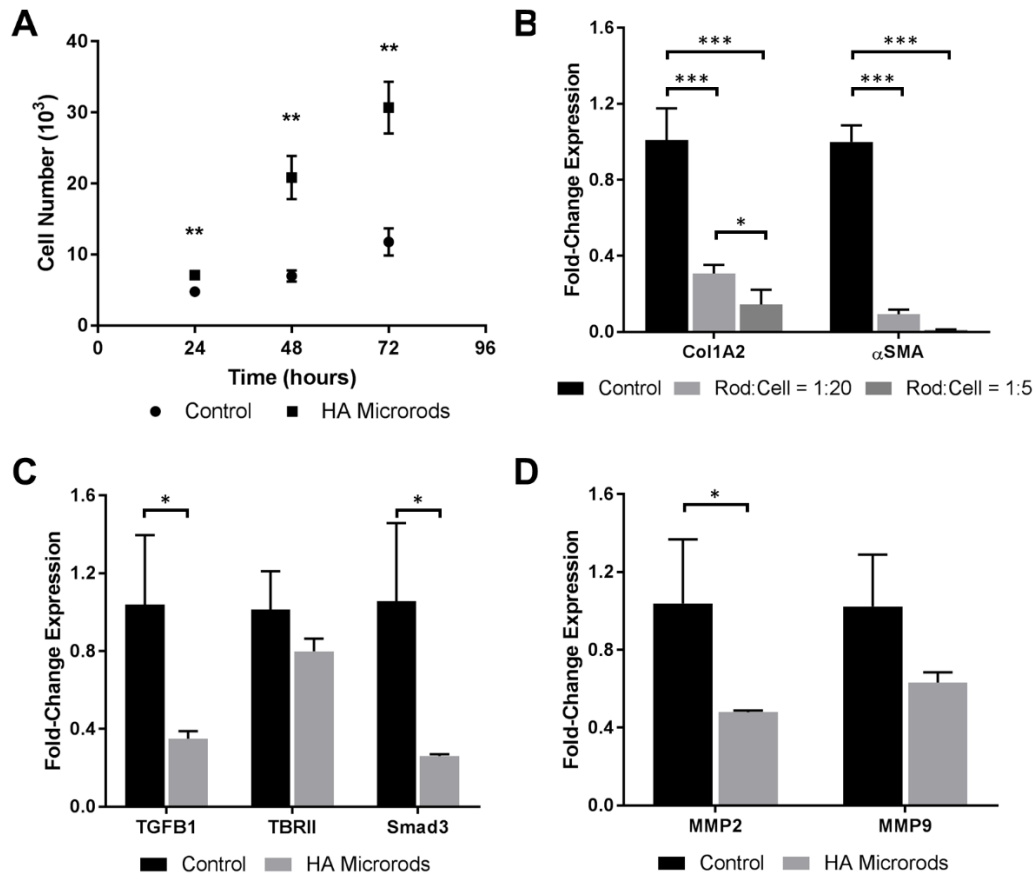 A
**
**
**
Cell Number (10³)
40
30
20
10
0
0
24
48
72
96
Time (hours)
Control
HA Microrods
B
***
***
***
***
*
Fold-Change Expression
1.6
1.2
0.8
0.4
0.0
Col1A2
αSMA
Control
Rod:Cell = 1:20
Rod:Cell = 1:5
C
*
*
Fold-Change Expression
1.6
1.2
0.8
0.4
0.0
TGFB1
TBRII
Smad3
Control
HA Microrods
D
*
Fold-Change Expression
1.6
1.2
0.8
0.4
0.0
MMP2
MMP9
Control
HA Microrods